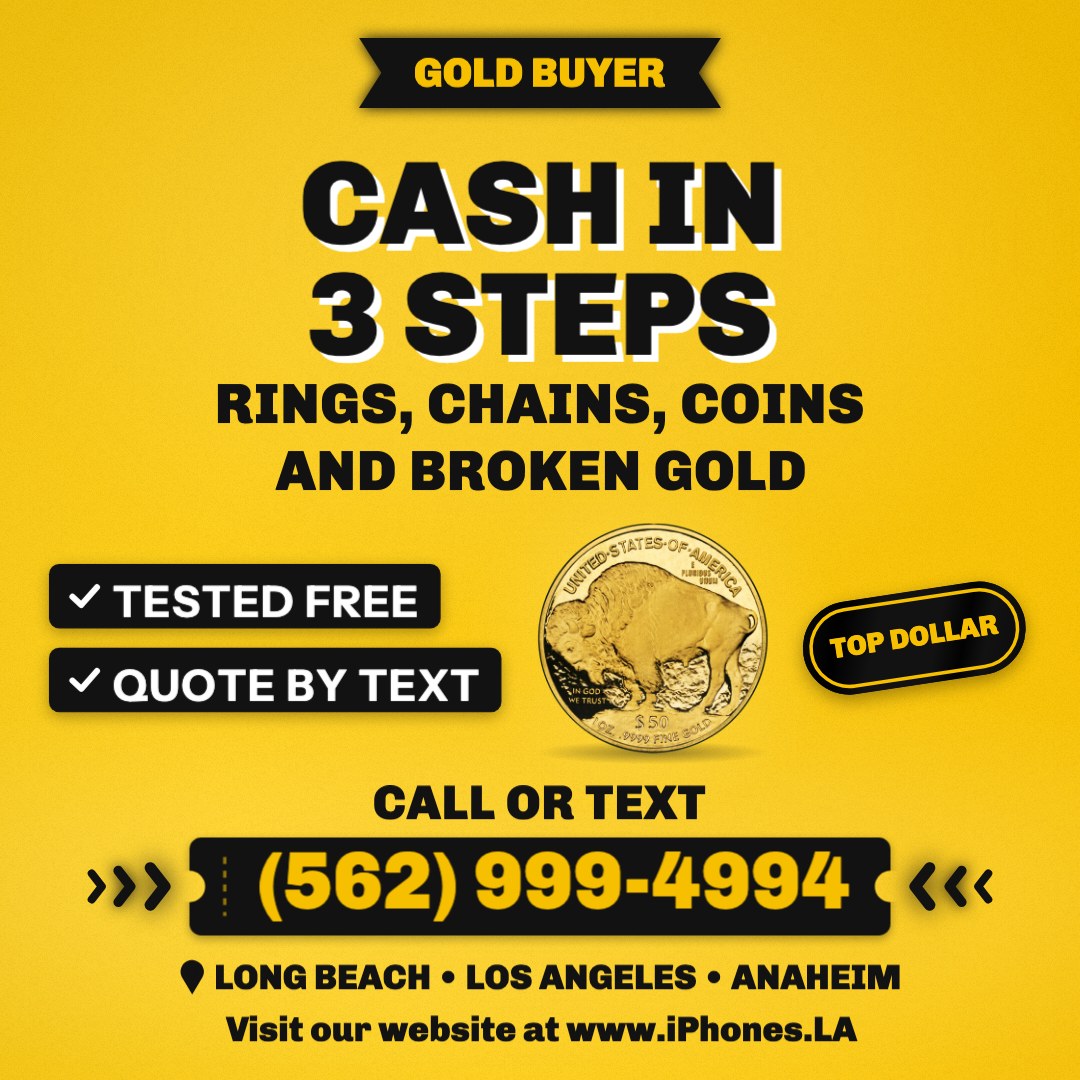 GOLD BUYER
CASH IN
3 STEPS
RINGS, CHAINS, COINS
AND BROKEN GOLD
TESTED FREE
QUOTE BY TEXT
UNITED·STATES·OF·AMERICA
E
PLURIBUS
UNUM
IN GOD
WE TRUST
$50
1 OZ. .9999 FINE GOLD
TOP DOLLAR
CALL OR TEXT
(562) 999-4994
LONG BEACH • LOS ANGELES • ANAHEIM
Visit our website at www.iPhones.LA